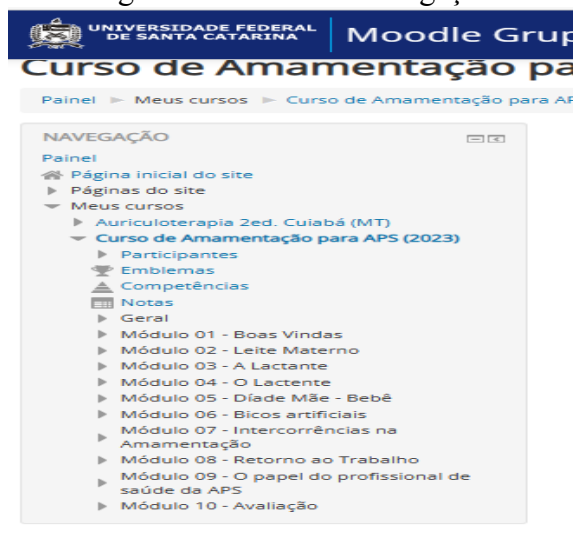 UNIVERSIDADE FEDERAL
DE SANTA CATARINA
Moodle Grup
Curso de Amamentação pa
Painel ► Meus cursos ► Curso de Amamentação para AP
NAVEGAÇÃO
Painel
Página inicial do site
Páginas do site
Meus cursos
Auriculoterapia 2ed. Cuiabá (MT)
Curso de Amamentação para APS (2023)
Participantes
Emblemas
Competências
Notas
Geral
Módulo 01 - Boas Vindas
Módulo 02 - Leite Materno
Módulo 03 - A Lactante
Módulo 04 - O Lactente
Módulo 05 - Díade Mãe - Bebê
Módulo 06 - Bicos artificiais
Módulo 07 - Intercorrências na
Amamentação
Módulo 08 - Retorno ao Trabalho
Módulo 09 - O papel do profissional de
saúde da APS
Módulo 10 - Avaliação